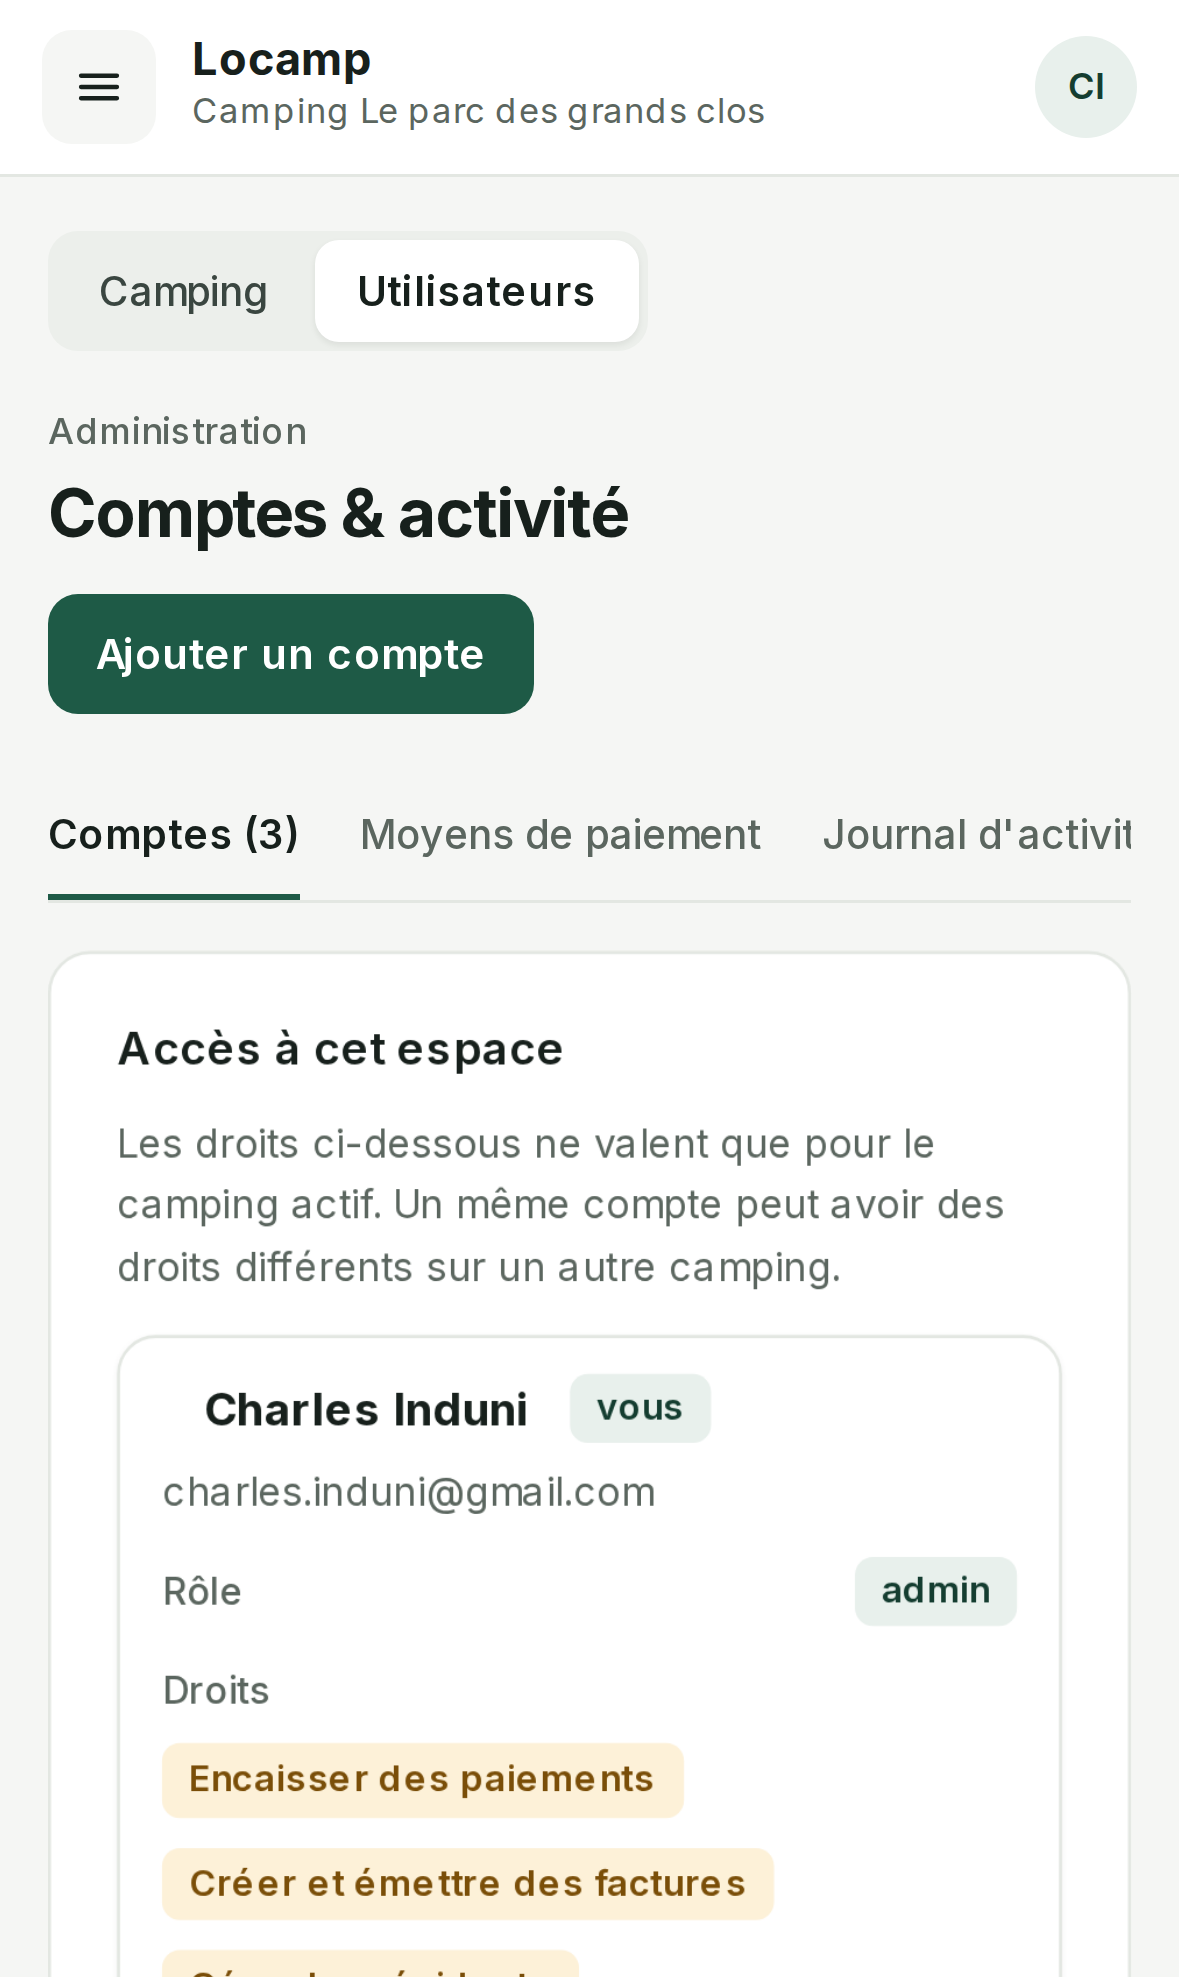 Locamp
Camping Le parc des grands clos
CI
Camping
Utilisateurs
Administration
Comptes & activité
Ajouter un compte
Comptes (3)
Moyens de paiement
Journal d'activit
Accès à cet espace
Les droits ci-dessous ne valent que pour le
camping actif. Un même compte peut avoir des
droits différents sur un autre camping.
Charles Induni
vous
charles.induni@gmail.com
Rôle
admin
Droits
Encaisser des paiements
Créer et émettre des factures